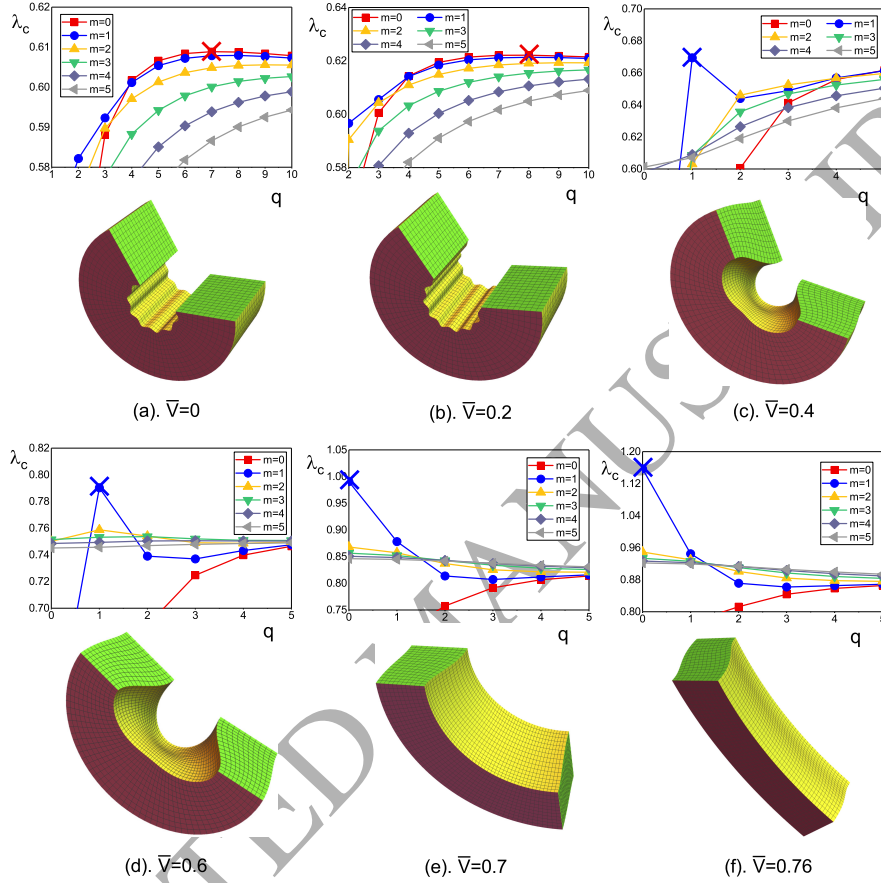 λc
0.62
0.61
0.60
0.59
0.58
1 2 3 4 5 6 7 8 9 10
q
m=0
m=1
m=2
m=3
m=4
m=5
λc
0.64
0.62
0.60
0.58
2 3 4 5 6 7 8 9 10
q
m=0
m=1
m=2
m=3
m=4
m=5
λc
0.70
0.68
0.66
0.64
0.62
0.60
0 1 2 3 4
q
m=0 m=1
m=2 m=3
m=4 m=5
(a). V̅=0
(b). V̅=0.2
(c). V̅=0.4
λc
0.82
0.80
0.78
0.76
0.74
0.72
0.70
0 1 2 3 4 5
q
m=0
m=1
m=2
m=3
m=4
m=5
λc
1.05
1.00
0.95
0.90
0.85
0.80
0.75
0 1 2 3 4 5
q
m=0
m=1
m=2
m=3
m=4
m=5
λc
1.20
1.12
1.04
0.96
0.88
0.80
0 1 2 3 4 5
q
m=0
m=1
m=2
m=3
m=4
m=5
(d). V̅=0.6
(e). V̅=0.7
(f). V̅=0.76
TED MANUS